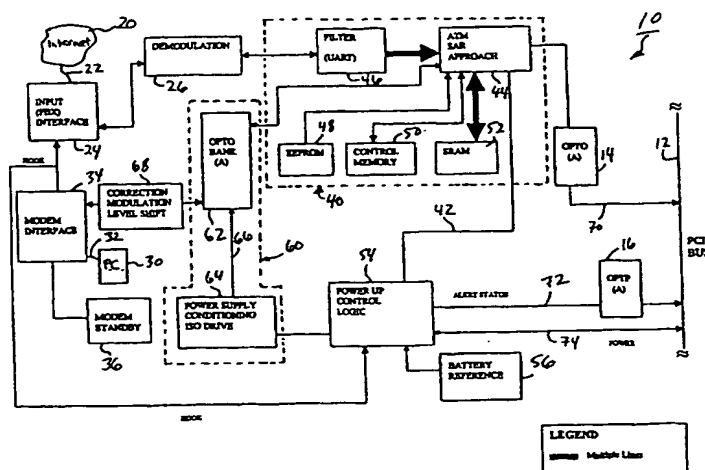 10
20
Internet
22
INPUT
(PBX)
INTERFACE
24
DEMODULATION
26
FILTER
(UART)
46
ATM
SAR
APPROACH
44
EEPROM
48
CONTROL
MEMORY
50
SRAM
52
40
42
OPTO
(A)
14
12
70
PCI
BUS
HOOK
34
MODEM
INTERFACE
32
P.C.
30
MODEM
STANDBY
36
68
CORRECTION
MODULATION
LEVEL SHIFT
OPTO
BANK
(A)
62
66
60
64
POWER SUPPLY
CONDITIONING
ISO DRIVE
54
POWER UP
CONTROL
LOGIC
ALERT STATUS
72
16
OPTP
(A)
74
POWER
BATTERY
REFERENCE
56
HOOK
LEGEND
Multiple Lines